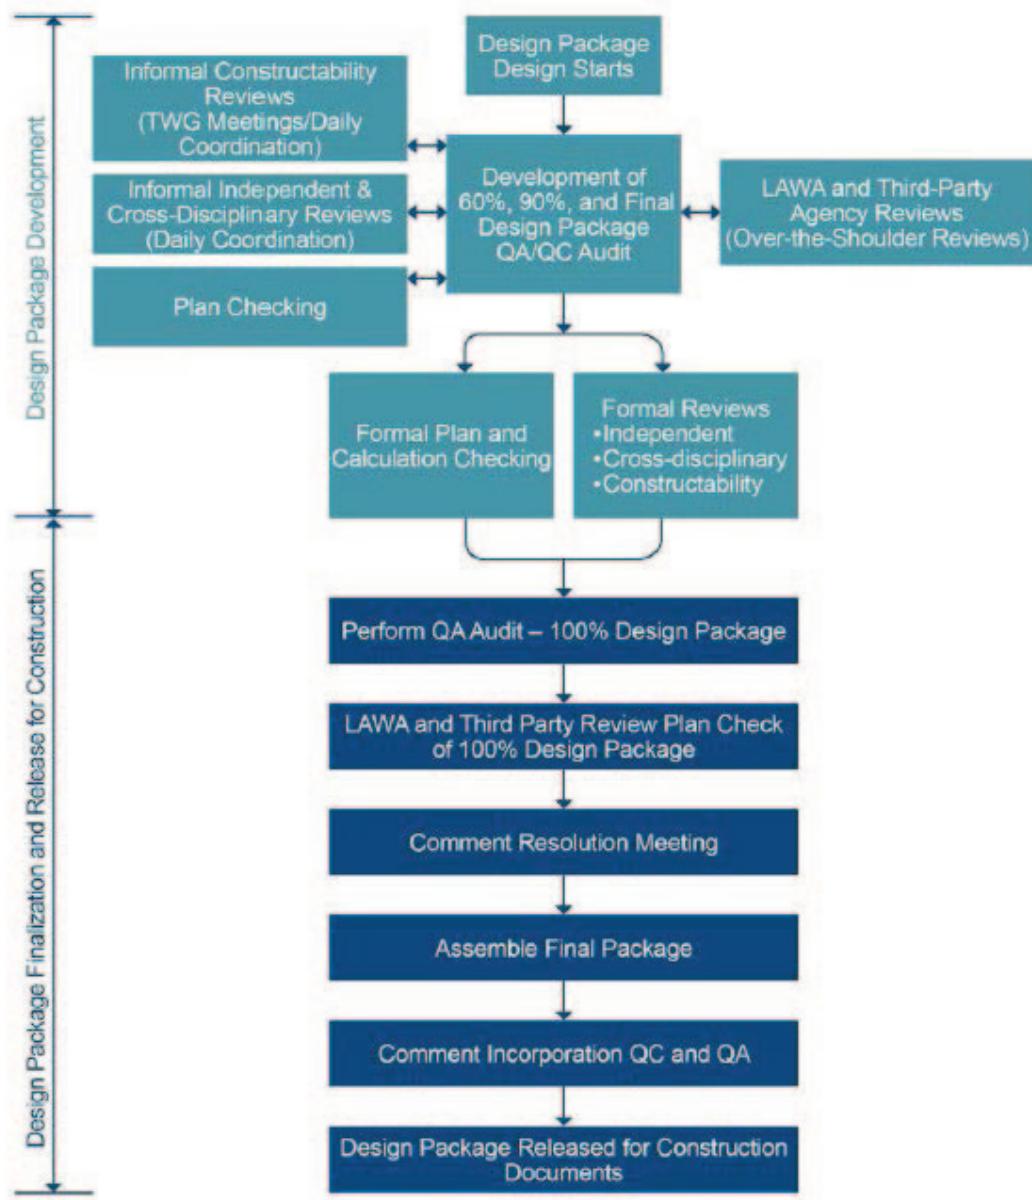 Design Package
Design Starts
Informal Constructability
Reviews
(TWG Meetings/Daily
Coordination)
Informal Independent &
Cross-Disciplinary Reviews
(Daily Coordination)
Plan Checking
Development of
60%, 90%, and Final
Design Package
QA/QC Audit
LAWA and Third-Party
Agency Reviews
(Over-the-Shoulder Reviews)
Design Package Development
Formal Plan and
Calculation Checking
Formal Reviews
•Independent
•Cross-disciplinary
•Constructability
Design Package Finalization and Release for Construction
Perform QA Audit – 100% Design Package
LAWA and Third Party Review Plan Check
of 100% Design Package
Comment Resolution Meeting
Assemble Final Package
Comment Incorporation QC and QA
Design Package Released for Construction
Documents